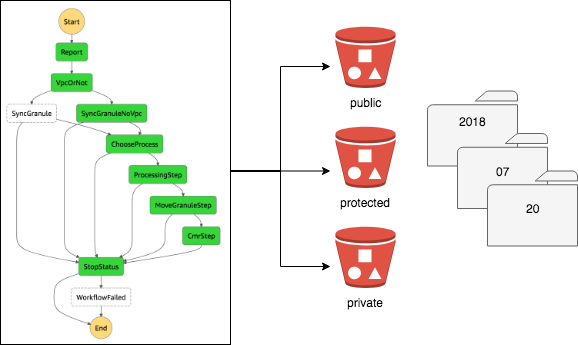 Start
Report
VpcOrNot
SyncGranule
SyncGranuleNoVpc
ChooseProcess
ProcessingStep
MoveGranuleStep
CmrStep
StopStatus
WorkflowFailed
End
public
protected
private
2018
07
20